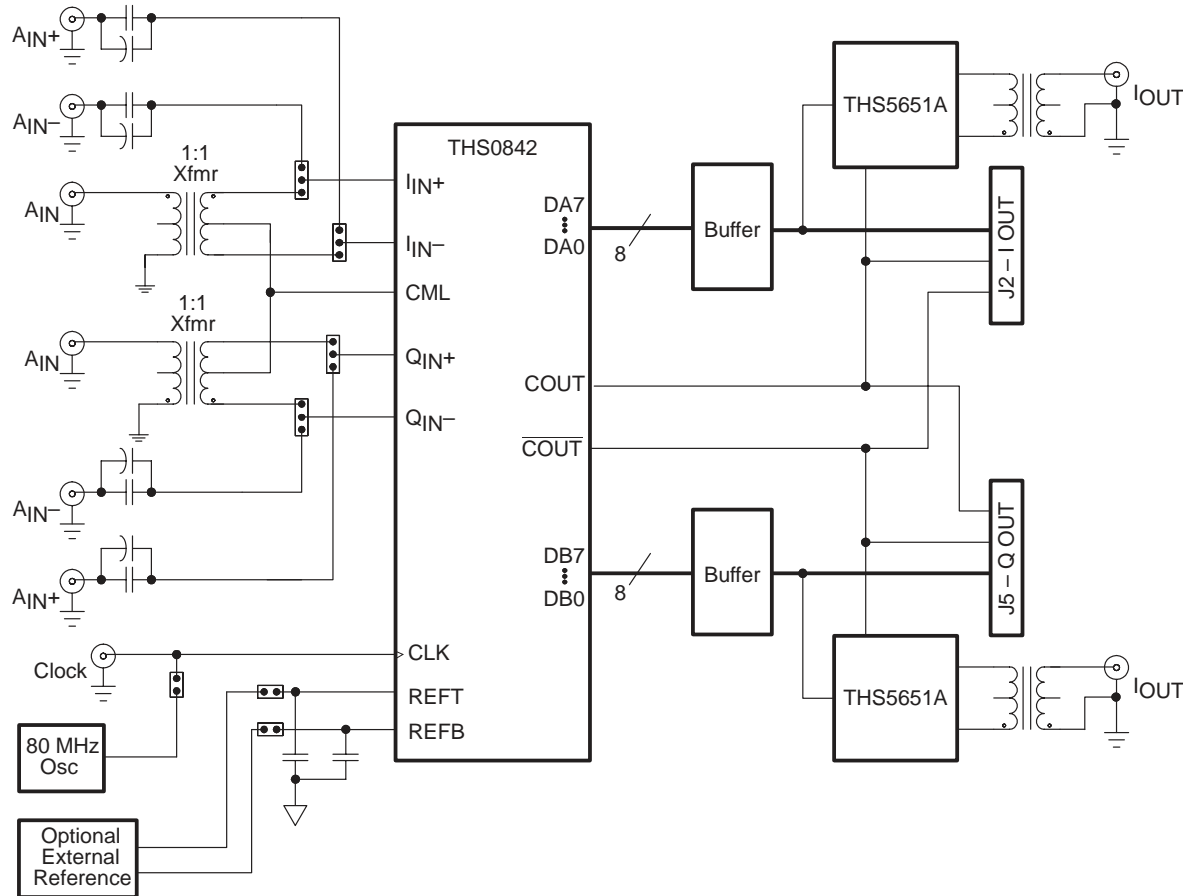 AIN+
AIN−
1:1
Xfmr
AIN
1:1
Xfmr
AIN
AIN−
AIN+
Clock
80 MHz
Osc
Optional
External
Reference
THS0842
IIN+
IIN−
CML
QIN+
QIN−
CLK
REFT
REFB
DA7
DA0
COUT
COUT
DB7
DB0
8
Buffer
8
Buffer
THS5651A
IOUT
J2 – I OUT
J5 – Q OUT
THS5651A
IOUT